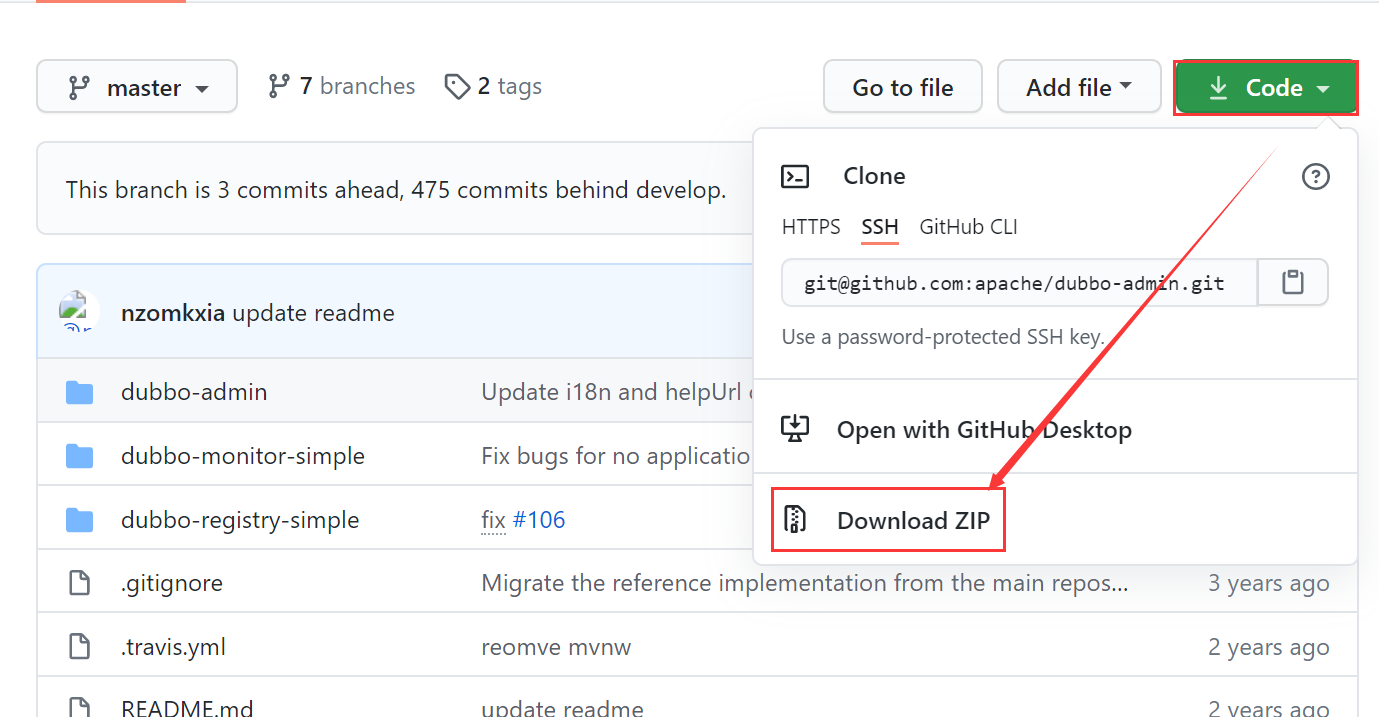 master 7 branches 2 tags Go to file Add file Code
This branch is 3 commits ahead, 475 commits behind develop.
Clone
HTTPS SSH GitHub CLI
git@github.com:apache/dubbo-admin.git
Use a password-protected SSH key.
Open with GitHub Desktop
Download ZIP
nzomkxia update readme
dubbo-admin Update i18n and helpUrl
dubbo-monitor-simple Fix bugs for no applicatio
dubbo-registry-simple fix #106
.gitignore Migrate the reference implementation from the main repos... 3 years ago
.travis.yml reomve mvnw 2 years ago
README.md update readme 2 years ago